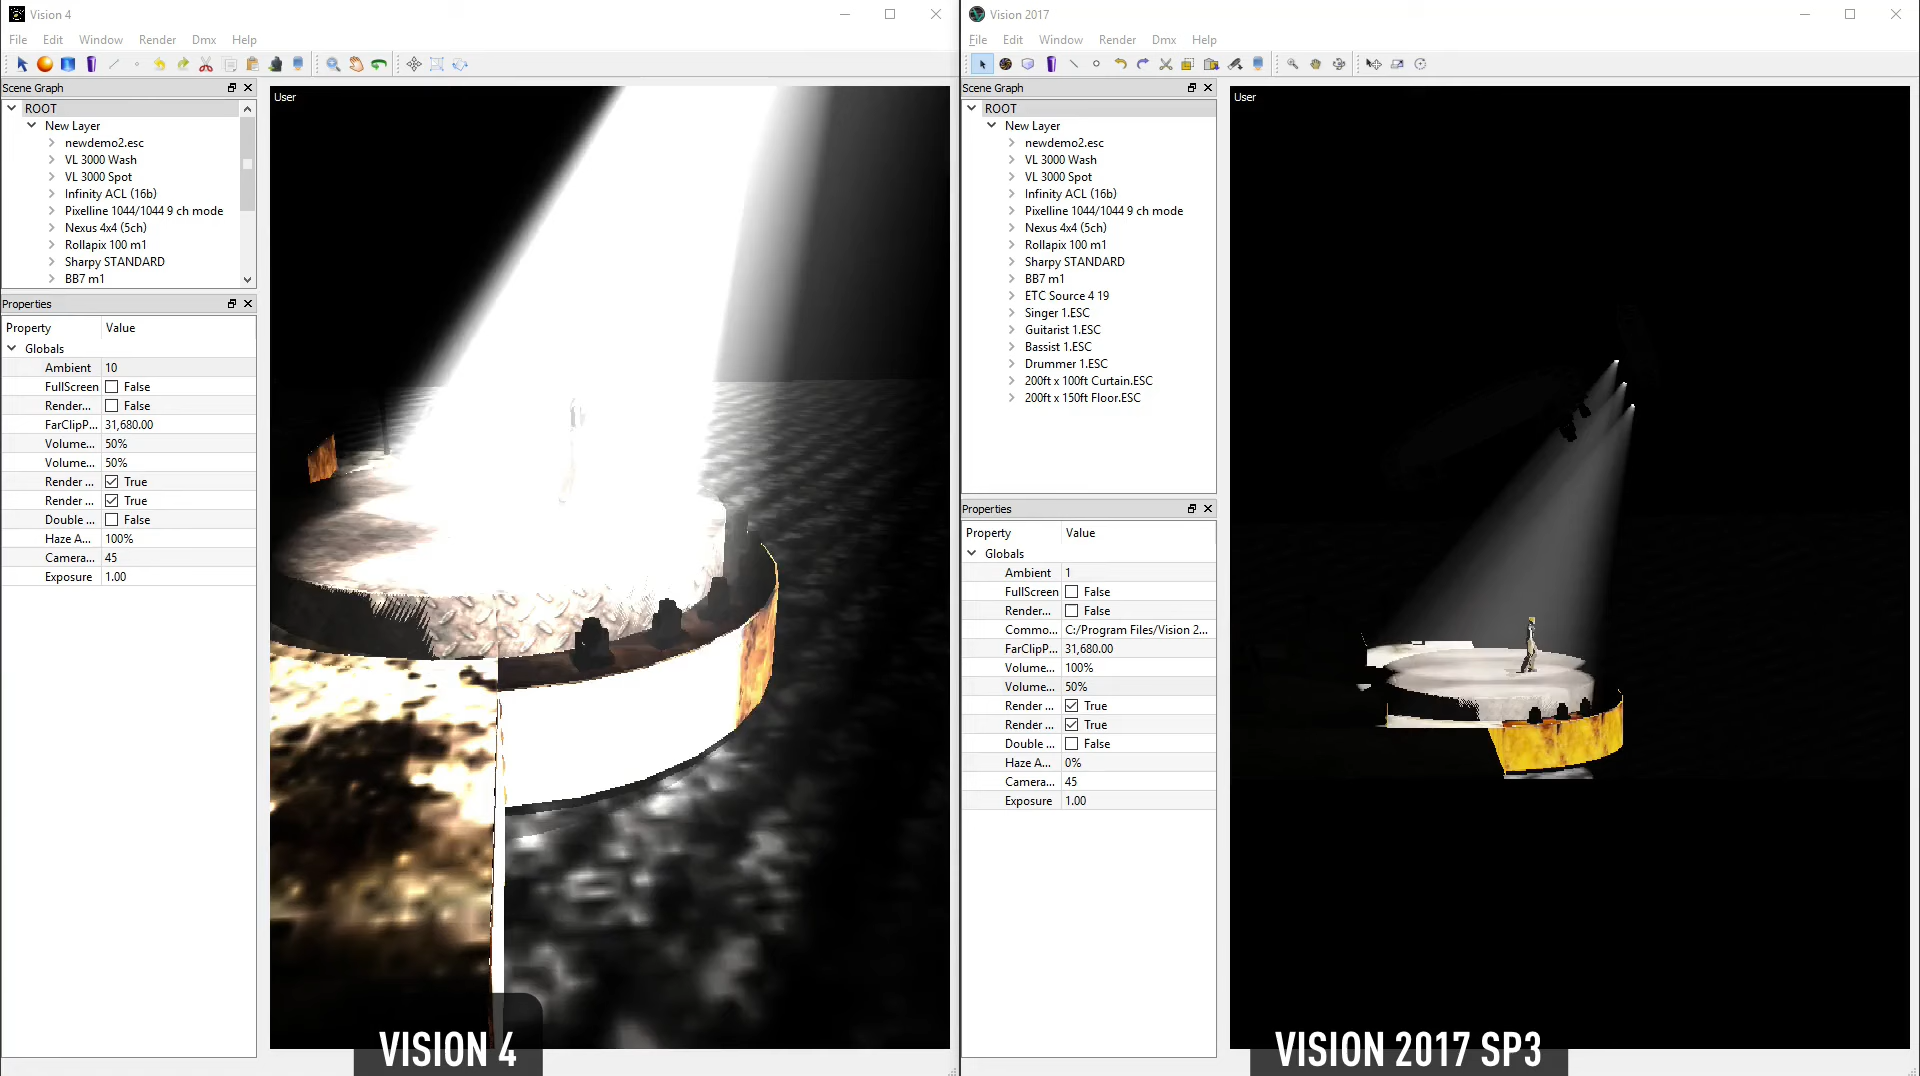 Vision 4
File Edit Window Render Dmx Help
Scene Graph
ROOT
New Layer
newdemo2.esc
VL 3000 Wash
VL 3000 Spot
Infinity ACL (16b)
Pixelline 1044/1044 9 ch mode
Nexus 4x4 (5ch)
Rollapix 100 m1
Sharpy STANDARD
BB7 m1
Properties
Property Value
Globals
Ambient 10
FullScreen False
Render... False
FarClipP... 31,680.00
Volume... 50%
Volume... 50%
Render ... True
Render ... True
Double ... False
Haze A... 100%
Camera... 45
Exposure 1.00
User
VISION 4
Vision 2017
File Edit Window Render Dmx Help
Scene Graph
ROOT
New Layer
newdemo2.esc
VL 3000 Wash
VL 3000 Spot
Infinity ACL (16b)
Pixelline 1044/1044 9 ch mode
Nexus 4x4 (5ch)
Rollapix 100 m1
Sharpy STANDARD
BB7 m1
ETC Source 4 19
Singer 1.ESC
Guitarist 1.ESC
Bassist 1.ESC
Drummer 1.ESC
200ft x 100ft Curtain.ESC
200ft x 150ft Floor.ESC
Properties
Property Value
Globals
Ambient 1
FullScreen False
Render... False
Commo... C:/Program Files/Vision 2...
FarClipP... 31,680.00
Volume... 100%
Volume... 50%
Render ... True
Render ... True
Double ... False
Haze A... 0%
Camera... 45
Exposure 1.00
User
VISION 2017 SP3